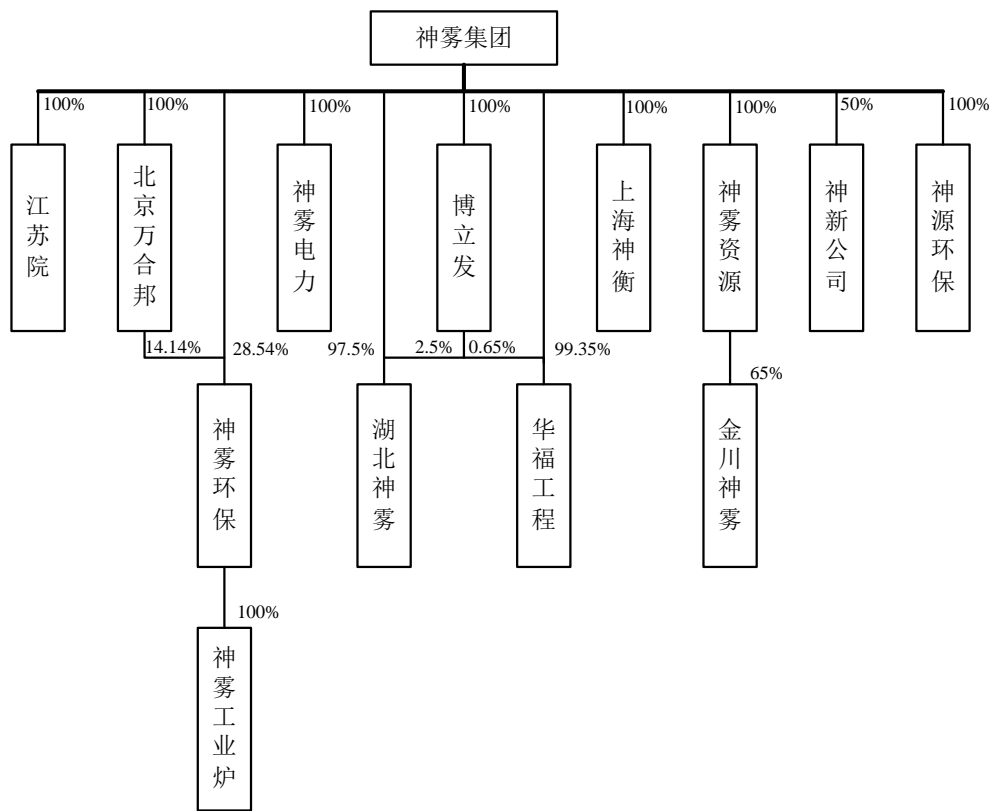 神雾集团
100%
100%
100%
100%
100%
100%
50%
100%
江苏院
北京万合邦
神雾电力
博立发
上海神衡
神雾资源
神新公司
神源环保
14.14%
28.54%
97.5%
2.5%
0.65%
99.35%
65%
神雾环保
湖北神雾
华福工程
金川神雾
100%
神雾工业炉